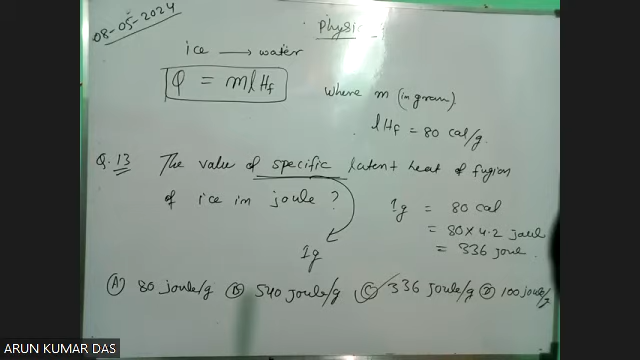 08-05-2024
Physic
ice → water
Q = mlHf
where m (in gram).
lHf = 80 cal/g.
Q.13 The value of specific latent heat of fusion
of ice in joule?
1g
1g = 80 cal
= 80 × 4.2 joule
= 336 joul.
(A) 80 joule/g (B) 540 joule/g (C) 336 joule/g (D) 100 joule/g
ARUN KUMAR DAS